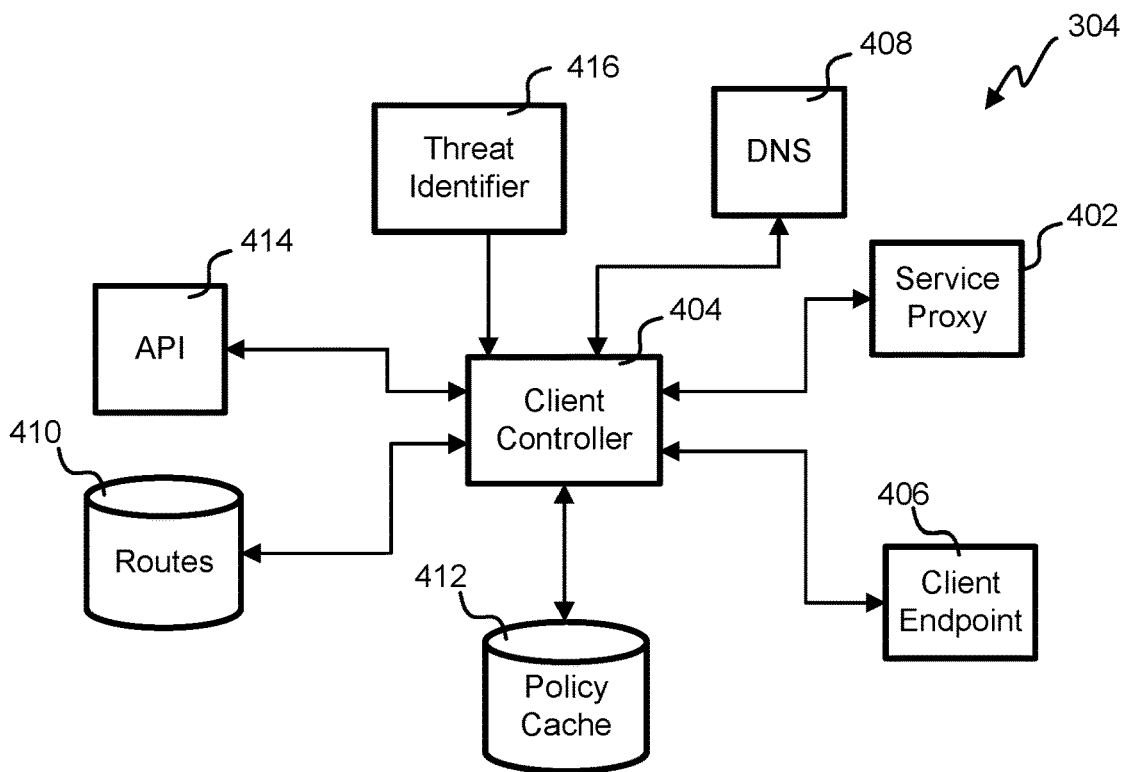 304
416
408
Threat
Identifier
DNS
402
414
Service
Proxy
404
API
Client
Controller
410
406
Routes
412
Client
Endpoint
Policy
Cache